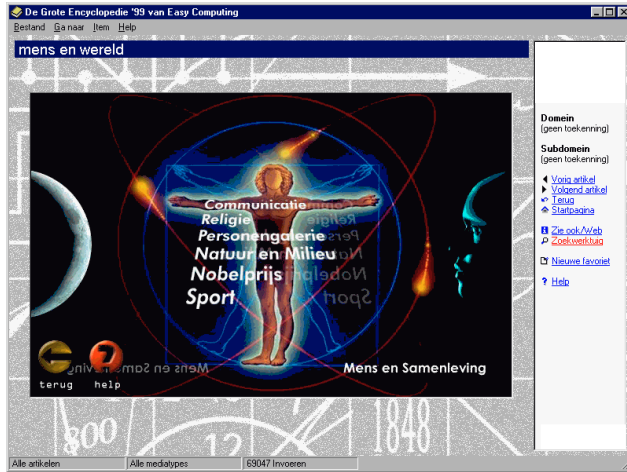 De Grote Encyclopedie '99 van Easy Computing
Bestand Ga naar Item Help
mens en wereld
Communicatie
Religie
Personengalerie
Natuur en Milieu
Nobelprijs
Sport
Mens en Samenleving
terug help
Domein
(geen toekenning)
Subdomein
(geen toekenning)
Vorig artikel
Volgend artikel
Terug
Startpagina
Zie ook/Web
Zoekwerktuig
Nieuwe favoriet
? Help
800
12
1848
Alle artikelen Alle mediatypes 69047 Invoeren